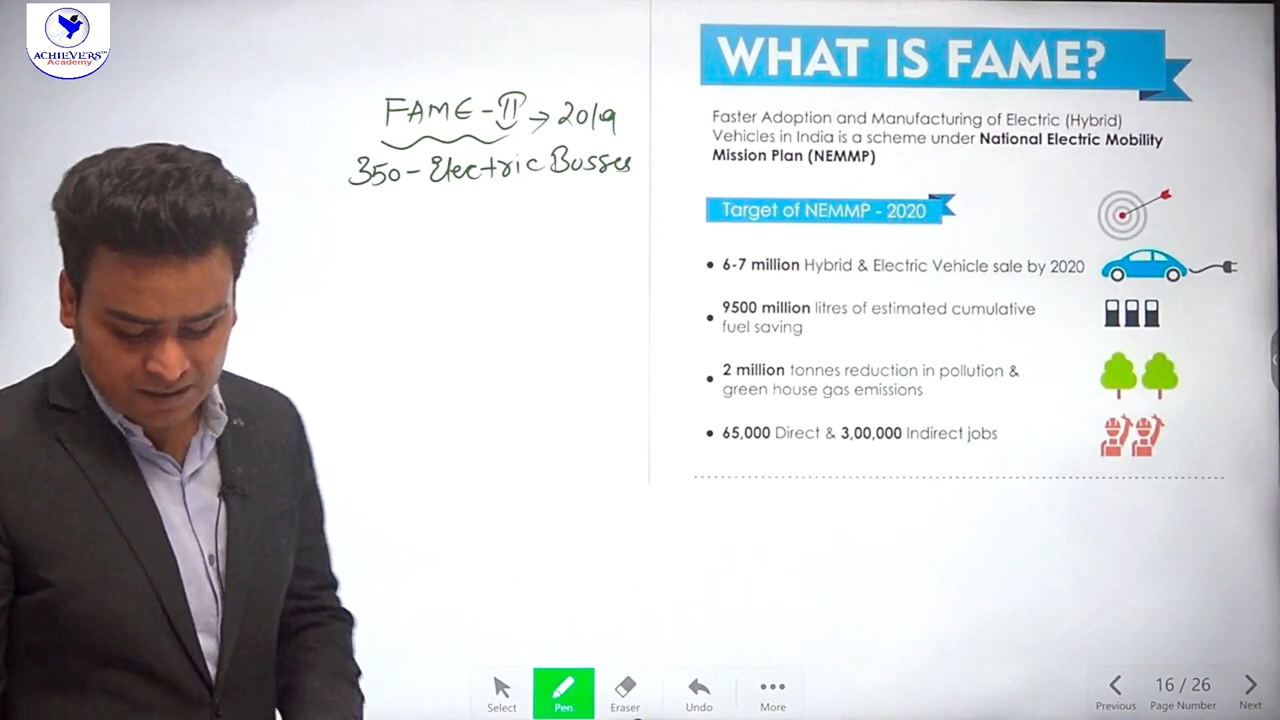 ACHIEVERS™
Academy
FAME-II → 2019
350-Electric Busses
WHAT IS FAME?
Faster Adoption and Manufacturing of Electric (Hybrid)
Vehicles in India is a scheme under National Electric Mobility
Mission Plan (NEMMP)
Target of NEMMP - 2020
• 6-7 million Hybrid & Electric Vehicle sale by 2020
• 9500 million litres of estimated cumulative
fuel saving
• 2 million tonnes reduction in pollution &
green house gas emissions
• 65,000 Direct & 3,00,000 Indirect jobs
Select
Pen
Eraser
Undo
More
Previous
16 / 26
Page Number
Next